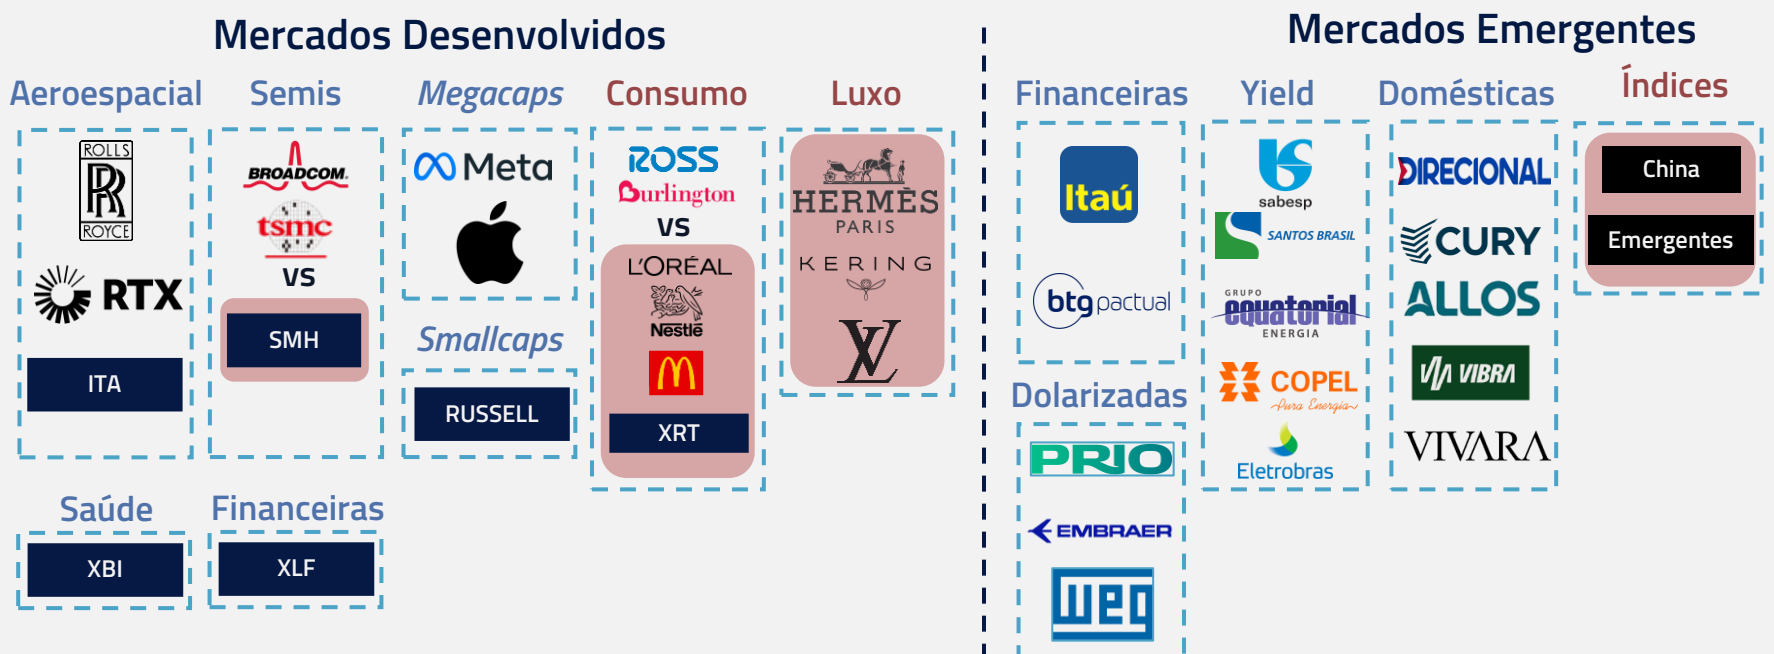 Mercados Desenvolvidos
Aeroespacial
ROLLS
RR
ROYCE
RTX
ITA
Semis
BROADCOM.
tsmc
VS
SMH
Megacaps
Meta
Smallcaps
RUSSELL
Consumo
ROSS
Burlington
VS
L'ORÉAL
Nestlé
M
XRT
Luxo
HERMÈS
PARIS
KERING
LV
Saúde
XBI
Financeiras
XLF
Mercados Emergentes
Financeiras
Itaú
btg pactual
Dolarizadas
PRIO
EMBRAER
WEG
Yield
sabesp
SANTOS BRASIL
GRUPO
equatorial
ENERGIA
COPEL
Pura Energia
Eletrobras
Domésticas
DIRECIONAL
CURY
ALLOS
VIBRA
VIVARA
Índices
China
Emergentes